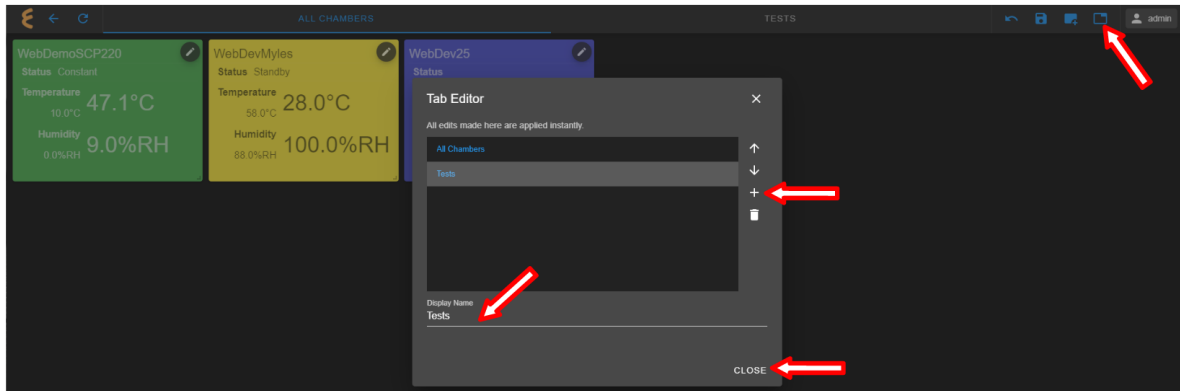 ALL CHAMBERS
TESTS
admin
WebDemoSCP220
Status Constant
Temperature
10.0°C
47.1°C
Humidity
0.0%RH
9.0%RH
WebDevMyles
Status Standby
Temperature
58.0°C
28.0°C
Humidity
88.0%RH
100.0%RH
WebDev25
Status
Tab Editor
All edits made here are applied instantly.
All Chambers
Tests
Display Name
Tests
CLOSE